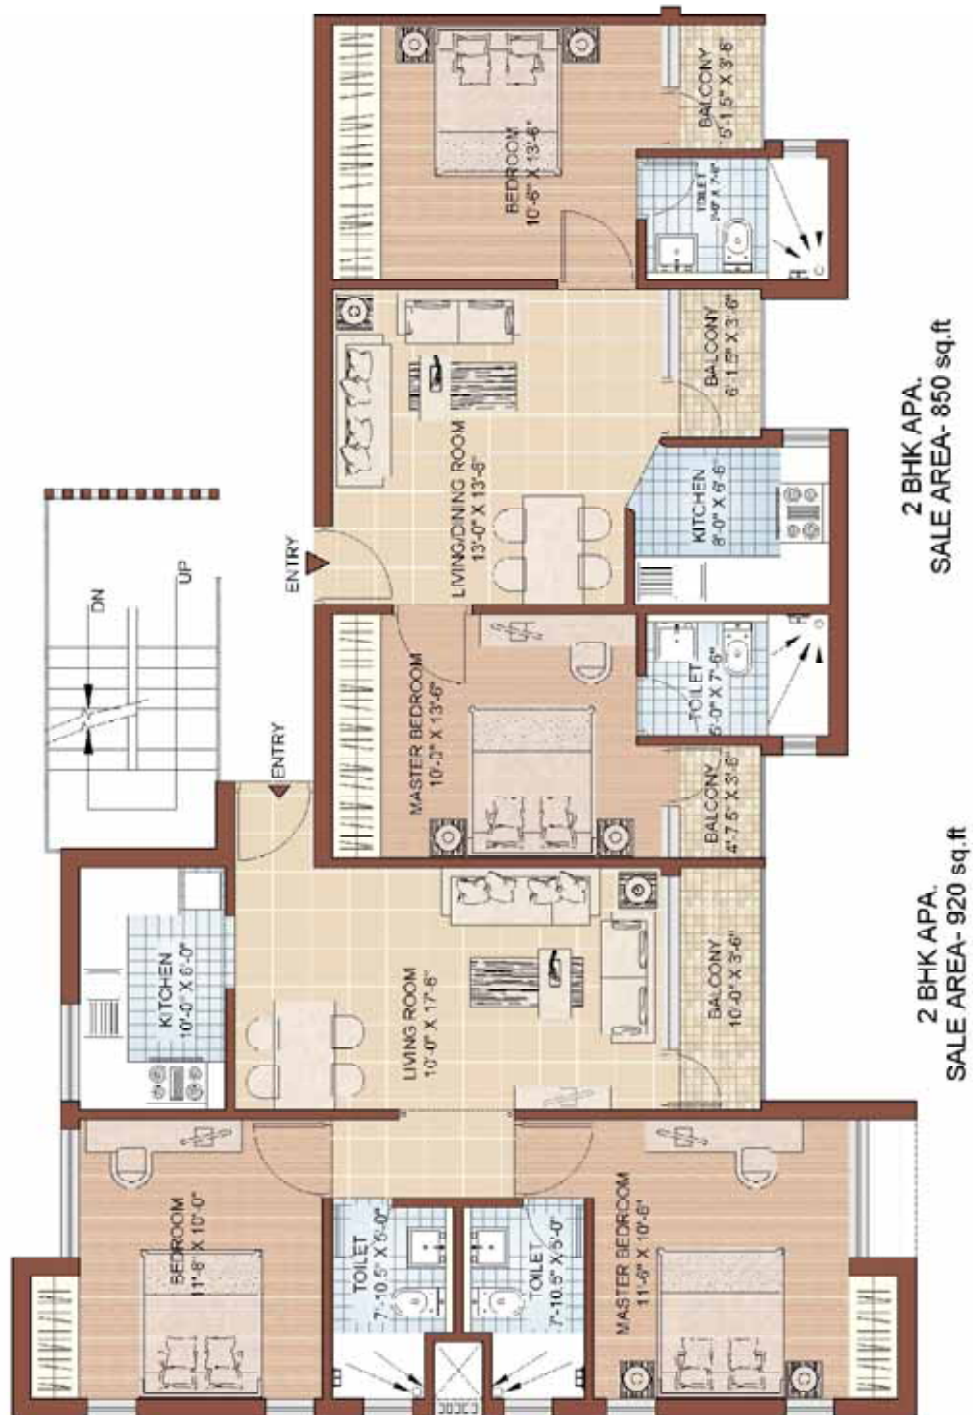 BEDROOM
10'-6" X 13'-6"
BALCONY
5'-1.5" X 3'-6"
TOILET
LIVING/DINING ROOM
13'-0" X 13'-6"
BALCONY
6'-1.5" X 3'-6"
KITCHEN
8'-0" X 6'-6"
ENTRY
MASTER BEDROOM
10'-0" X 13'-6"
TOILET
5'-0" X 7'-6"
BALCONY
4'-7.5" X 3'-6"
2 BHK APA.
SALE AREA- 850 sq.ft
DN
UP
ENTRY
KITCHEN
10'-0" X 6'-0"
LIVING ROOM
10'-0" X 17'-6"
BALCONY
10'-0" X 3'-6"
BEDROOM
11'-6" X 10'-0"
TOILET
7'-10.5" X 5'-0"
TOILET
7'-10.5" X 5'-0"
MASTER BEDROOM
11'-6" X 10'-6"
2 BHK APA.
SALE AREA- 920 sq.ft